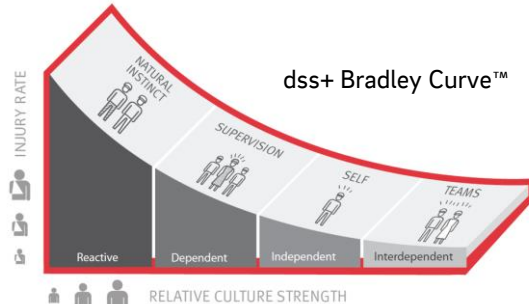 dss+ Bradley Curve™
NATURAL
INSTINCT
SUPERVISION
SELF
TEAMS
INJURY RATE
Reactive
Dependent
Independent
Interdependent
RELATIVE CULTURE STRENGTH